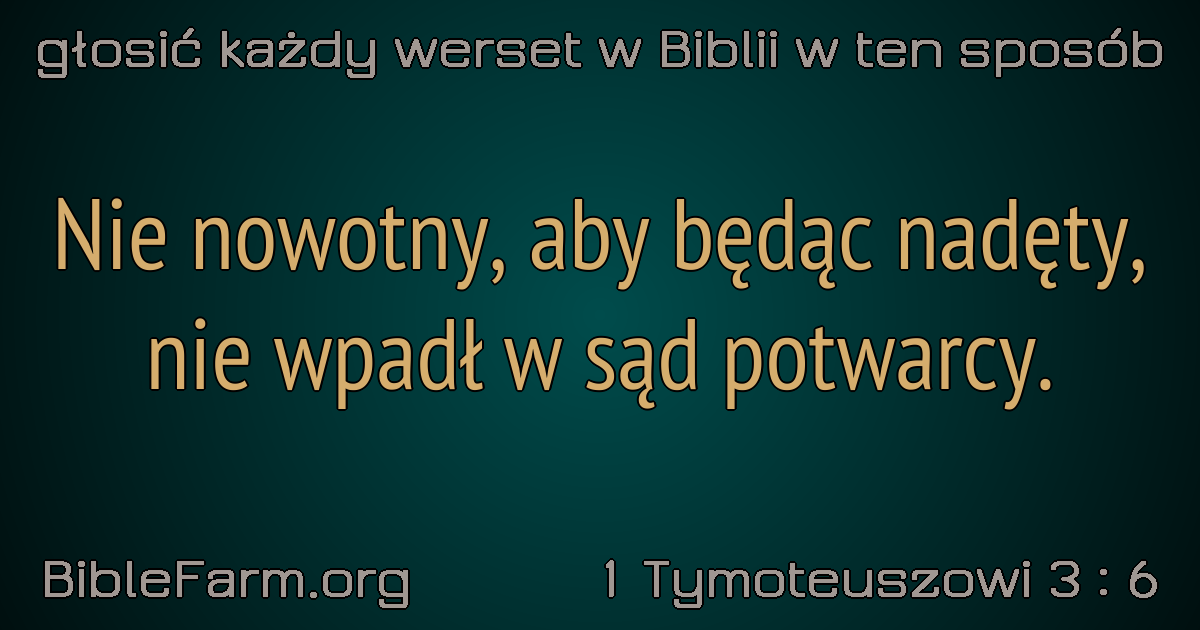 głosić każdy werset w Biblii w ten sposób
Nie nowotny, aby będąc nadęty,
nie wpadł w sąd potwarcy.
BibleFarm.org
1 Tymoteuszowi 3 : 6